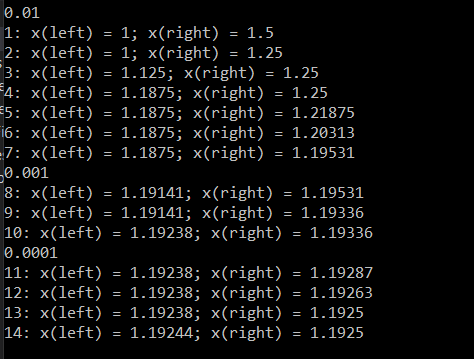 0.01
1: x(left) = 1; x(right) = 1.5
2: x(left) = 1; x(right) = 1.25
3: x(left) = 1.125; x(right) = 1.25
4: x(left) = 1.1875; x(right) = 1.25
5: x(left) = 1.1875; x(right) = 1.21875
6: x(left) = 1.1875; x(right) = 1.20313
7: x(left) = 1.1875; x(right) = 1.19531
0.001
8: x(left) = 1.19141; x(right) = 1.19531
9: x(left) = 1.19141; x(right) = 1.19336
10: x(left) = 1.19238; x(right) = 1.19336
0.0001
11: x(left) = 1.19238; x(right) = 1.19287
12: x(left) = 1.19238; x(right) = 1.19263
13: x(left) = 1.19238; x(right) = 1.1925
14: x(left) = 1.19244; x(right) = 1.1925